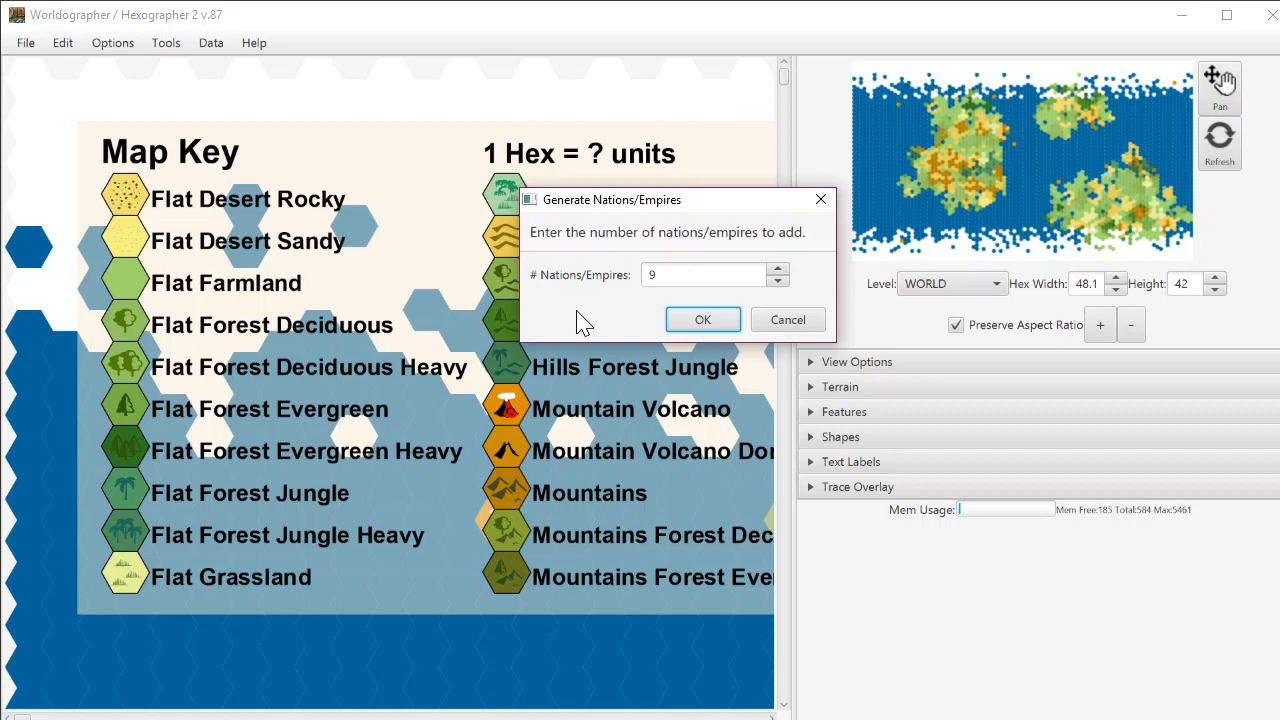 Worldographer / Hexographer 2 v.87
File Edit Options Tools Data Help
Map Key
1 Hex = ? units
Flat Desert Rocky
Flat Desert Sandy
Flat Farmland
Flat Forest Deciduous
Flat Forest Deciduous Heavy
Flat Forest Evergreen
Flat Forest Evergreen Heavy
Flat Forest Jungle
Flat Forest Jungle Heavy
Flat Grassland
Hills Forest Jungle
Mountain Volcano
Mountain Volcano Dor
Mountains
Mountains Forest Dec
Mountains Forest Eve
Generate Nations/Empires
Enter the number of nations/empires to add.
# Nations/Empires: 9
OK Cancel
Pan
Refresh
Level: WORLD Hex Width: 48.1 Height: 42
Preserve Aspect Ratio + -
View Options
Terrain
Features
Shapes
Text Labels
Trace Overlay
Mem Usage: Mem Free:185 Total:584 Max:5461